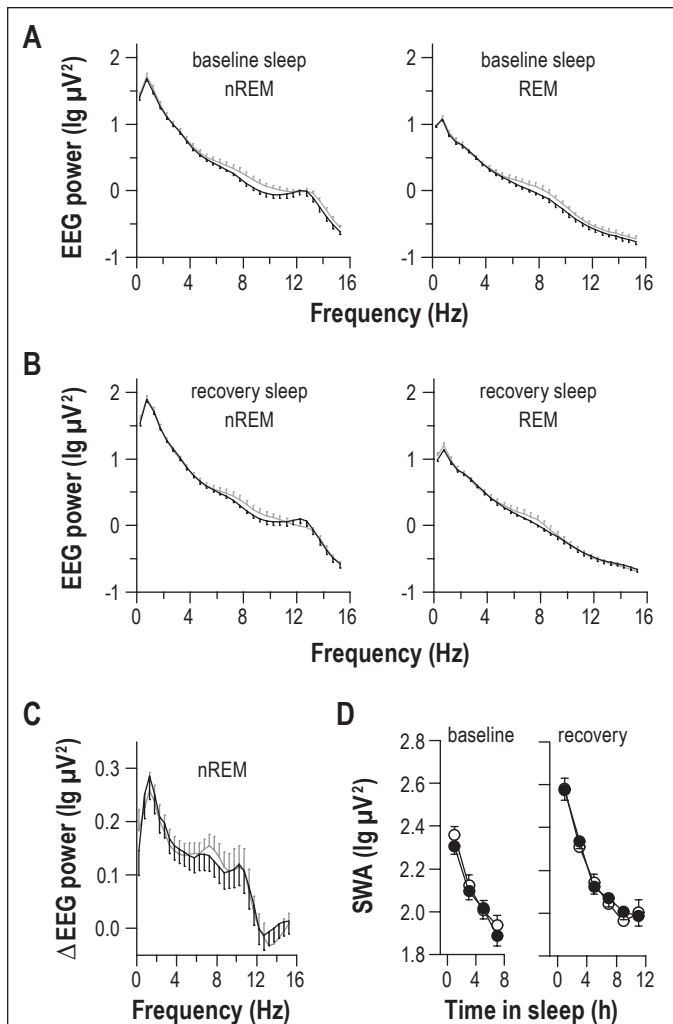 A
baseline sleep
nREM
baseline sleep
REM
EEG power (lg µV²)
2
1
0
-1
2
1
0
-1
0 4 8 12 16
0 4 8 12 16
Frequency (Hz)
B
recovery sleep
nREM
recovery sleep
REM
EEG power (lg µV²)
2
1
0
-1
2
1
0
-1
0 4 8 12 16
0 4 8 12 16
Frequency (Hz)
C
nREM
Δ EEG power (lg µV²)
0.3
0.2
0.1
0.0
0 4 8 12 16
Frequency (Hz)
D
baseline
recovery
SWA (lg µV²)
2.8
2.6
2.4
2.2
2.0
1.8
0 4 8
0 4 8 12
Time in sleep (h)